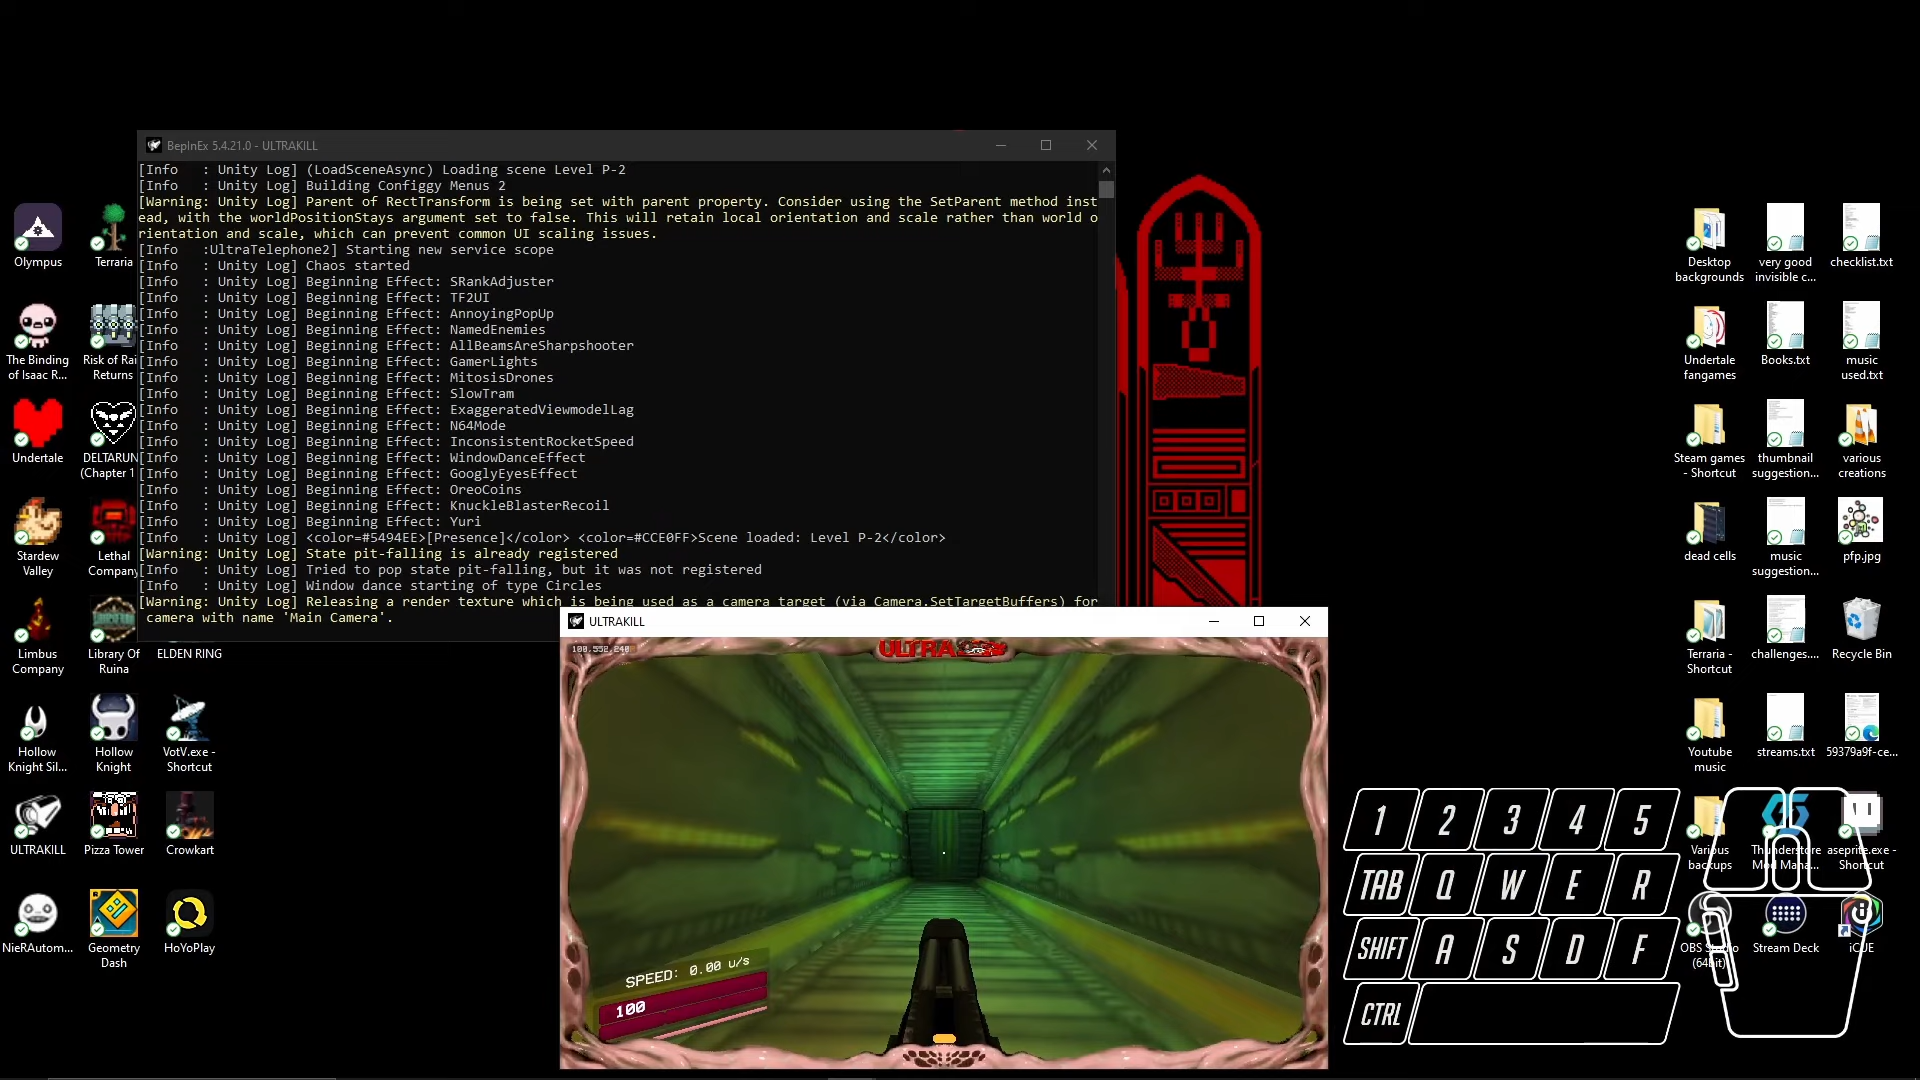 BepInEx 5.4.21.0 - ULTRAKILL
[Info   : Unity Log] (LoadSceneAsync) Loading scene Level P-2
[Info   : Unity Log] Building Configgy Menus 2
[Warning: Unity Log] Parent of RectTransform is being set with parent property. Consider using the SetParent method inst
ead, with the worldPositionStays argument set to false. This will retain local orientation and scale rather than world o
rientation and scale, which can prevent common UI scaling issues.
[Info   :UltraTelephone2] Starting new service scope
[Info   : Unity Log] Chaos started
[Info   : Unity Log] Beginning Effect: SRankAdjuster
[Info   : Unity Log] Beginning Effect: TF2UI
[Info   : Unity Log] Beginning Effect: AnnoyingPopUp
[Info   : Unity Log] Beginning Effect: NamedEnemies
[Info   : Unity Log] Beginning Effect: AllBeamsAreSharpshooter
[Info   : Unity Log] Beginning Effect: GamerLights
[Info   : Unity Log] Beginning Effect: MitosisDrones
[Info   : Unity Log] Beginning Effect: SlowTram
[Info   : Unity Log] Beginning Effect: ExaggeratedViewmodelLag
[Info   : Unity Log] Beginning Effect: N64Mode
[Info   : Unity Log] Beginning Effect: InconsistentRocketSpeed
[Info   : Unity Log] Beginning Effect: WindowDanceEffect
[Info   : Unity Log] Beginning Effect: GooglyEyesEffect
[Info   : Unity Log] Beginning Effect: OreoCoins
[Info   : Unity Log] Beginning Effect: KnuckleBlasterRecoil
[Info   : Unity Log] Beginning Effect: Yuri
[Info   : Unity Log] <color=#5494EE>[Presence]</color> <color=#CCE0FF>Scene loaded: Level P-2</color>
[Warning: Unity Log] State pit-falling is already registered
[Info   : Unity Log] Tried to pop state pit-falling, but it was not registered
[Info   : Unity Log] Window dance starting of type Circles
[Warning: Unity Log] Releasing a render texture which is being used as a camera target (via Camera.SetTargetBuffers) for
camera with name 'Main Camera'.
Olympus
Terraria
The Binding
of Isaac R...
Risk of Rai
Returns
Undertale
DELTARUN
(Chapter 1
Stardew
Valley
Lethal
Company
Limbus
Company
Library Of
Ruina
ELDEN RING
Hollow
Knight Sil...
Hollow
Knight
VotV.exe -
Shortcut
ULTRAKILL
Pizza Tower
Crowkart
NieRAutom...
Geometry
Dash
HoYoPlay
ULTRAKILL
ULTRA
SPEED: 0.00 u/s
100
Desktop
backgrounds
very good
invisible c...
checklist.txt
Undertale
fangames
Books.txt
music
used.txt
Steam games
- Shortcut
thumbnail
suggestion...
various
creations
dead cells
music
suggestion...
pfp.jpg
Terraria -
Shortcut
challenges....
Recycle Bin
Youtube
music
streams.txt
59379a9f-ce...
Various
backups
Thunderstore
Mod Mana...
aseprite.exe -
Shortcut
OBS Studio
(64bit)
Stream Deck
iCUE
1 2 3 4 5
TAB Q W E R
SHIFT A S D F
CTRL